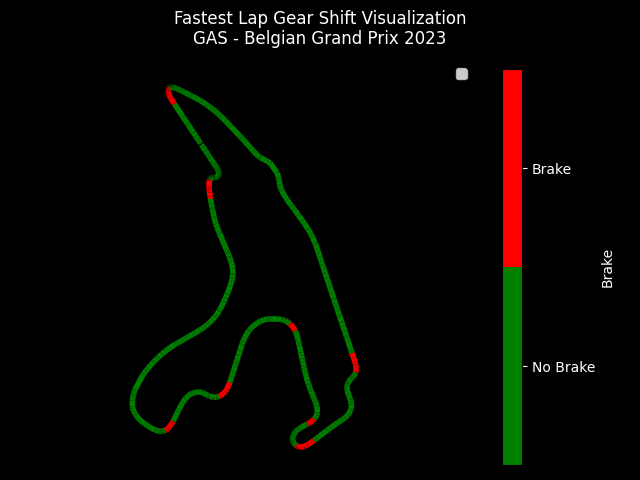 Fastest Lap Gear Shift Visualization
GAS - Belgian Grand Prix 2023
Brake
Brake
No Brake